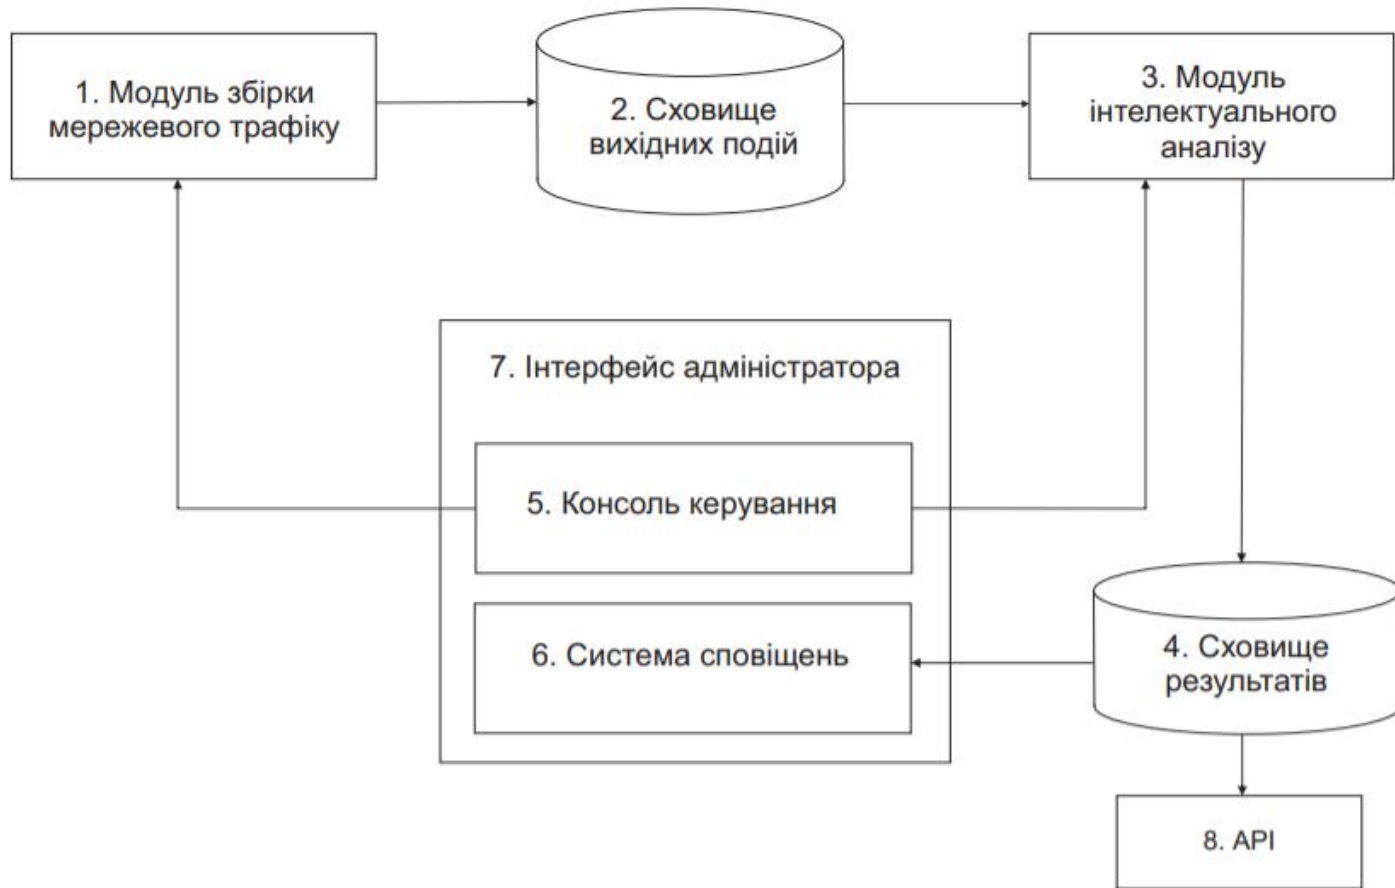 1. Модуль збірки
мережевого трафіку
2. Сховище
вихідних подій
3. Модуль
інтелектуального
аналізу
7. Інтерфейс адміністратора
5. Консоль керування
6. Система сповіщень
4. Сховище
результатів
8. API